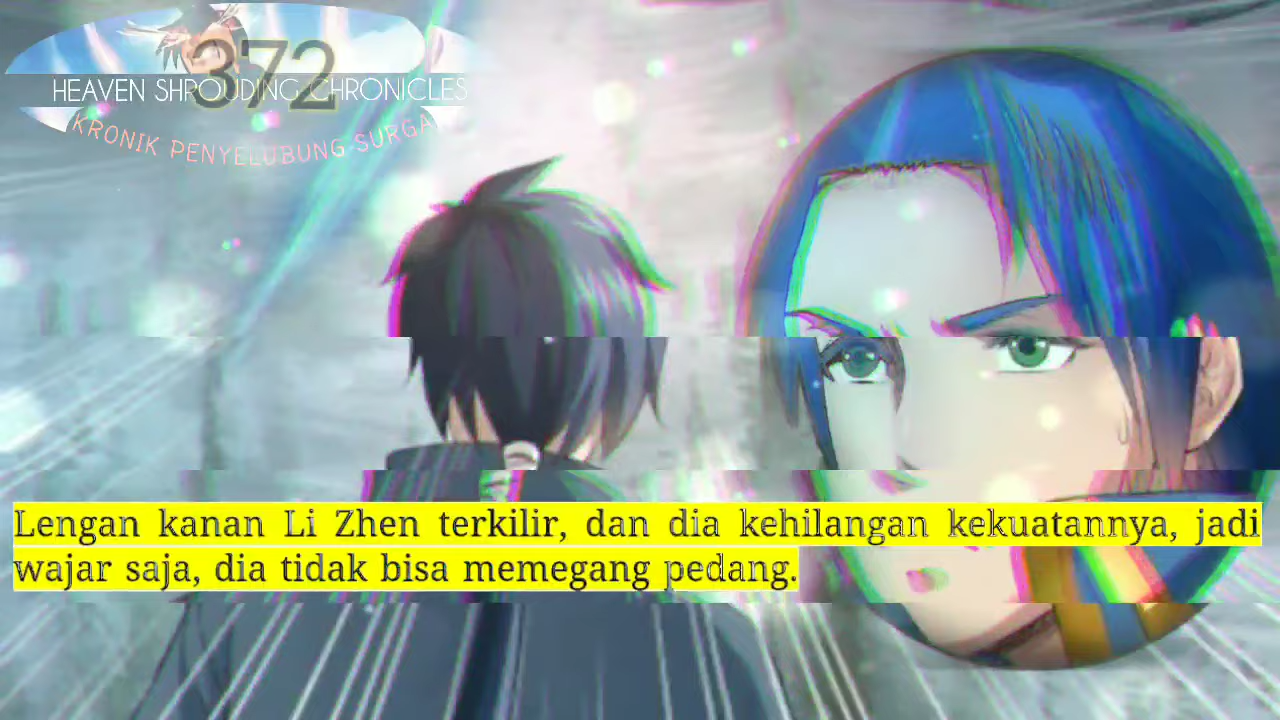 372
HEAVEN SHROUDING CHRONICLES
KRONIK PENYELUBUNG SURGA
Lengan kanan Li Zhen terkilir, dan dia kehilangan kekuatannya, jadi
wajar saja, dia tidak bisa memegang pedang.